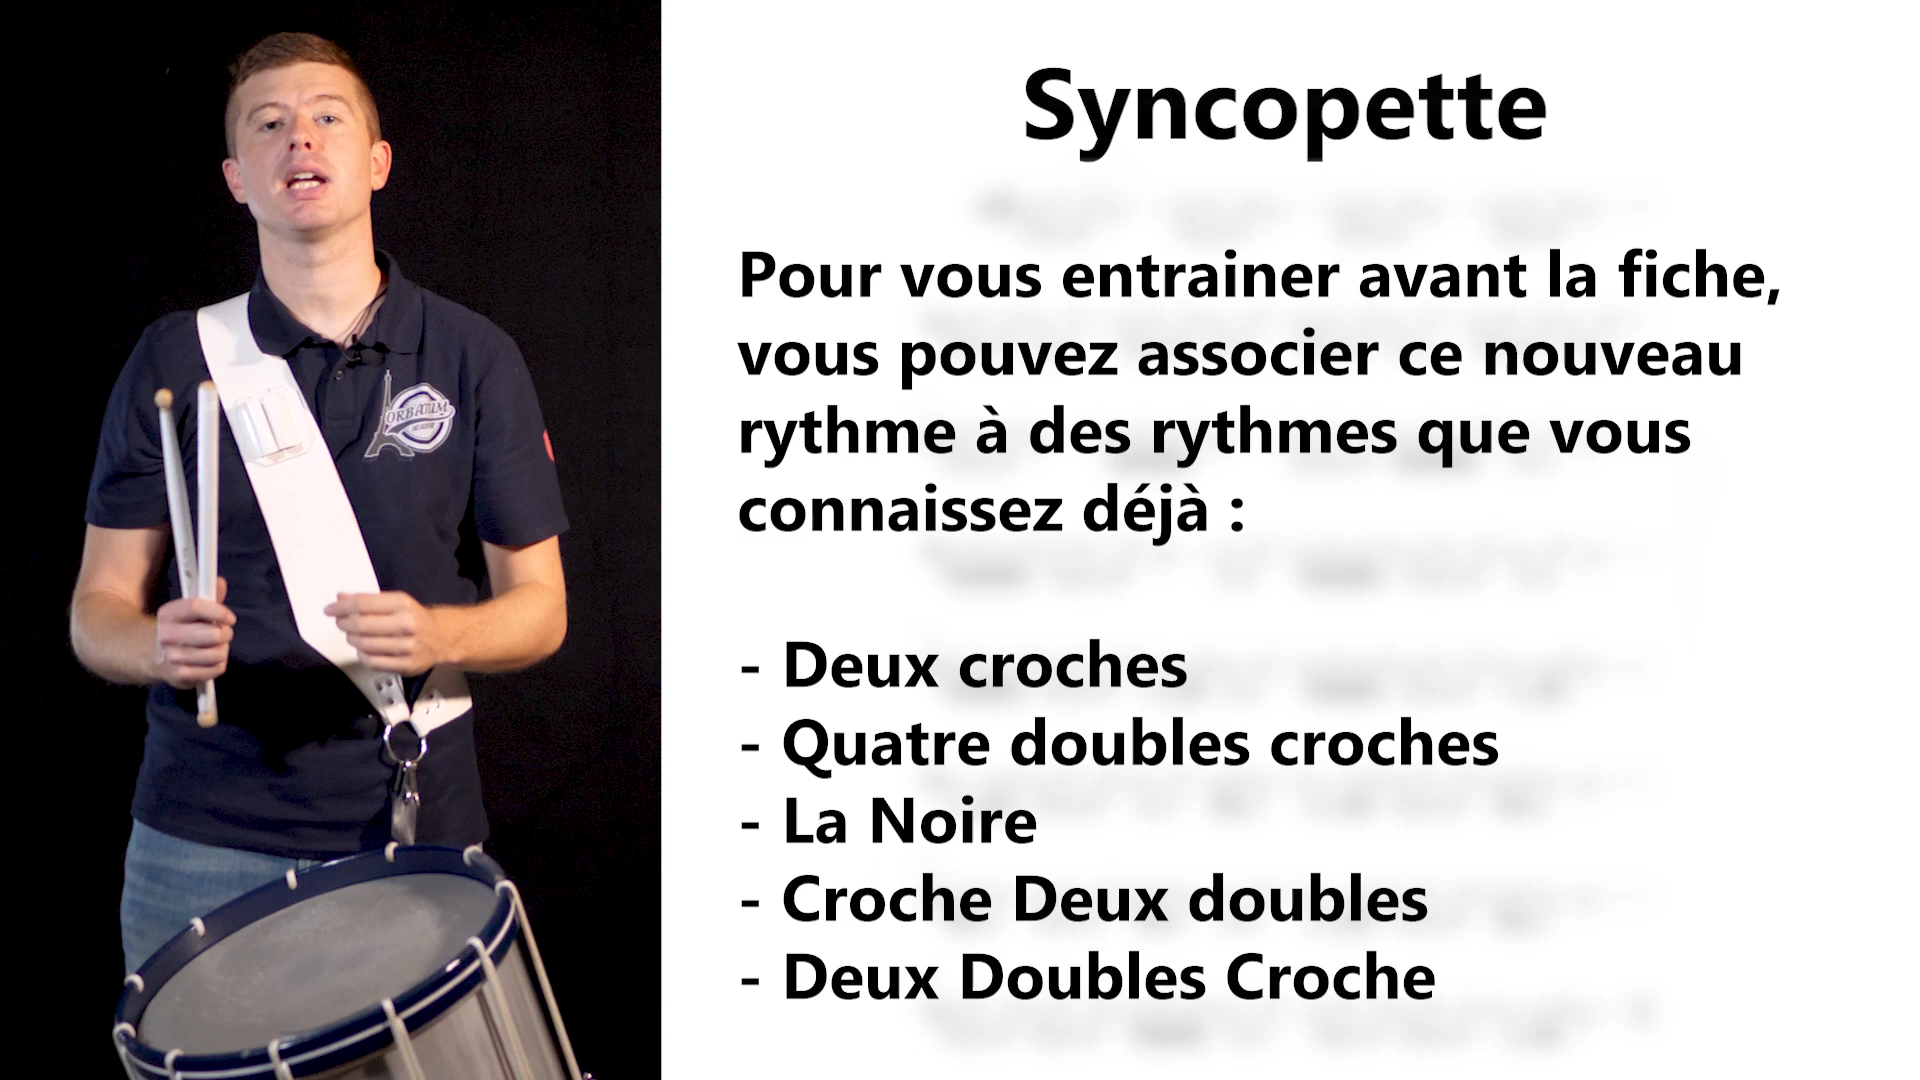 Syncopette
Pour vous entrainer avant la fiche,
vous pouvez associer ce nouveau
rythme à des rythmes que vous
connaissez déjà :
- Deux croches
- Quatre doubles croches
- La Noire
- Croche Deux doubles
- Deux Doubles Croche
ORBATUM